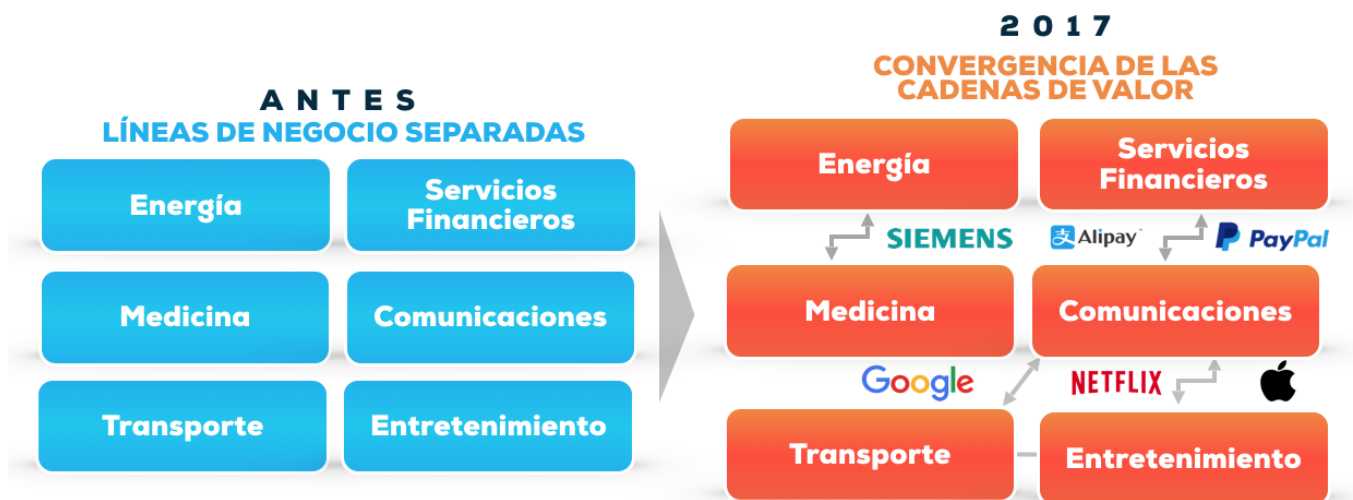 ANTES
LÍNEAS DE NEGOCIO SEPARADAS
Energía
Servicios
Financieros
Medicina
Comunicaciones
Transporte
Entretenimiento
2017
CONVERGENCIA DE LAS
CADENAS DE VALOR
Energía
Servicios
Financieros
SIEMENS
支 Alipay
PayPal
Medicina
Comunicaciones
Google
NETFLIX
Transporte
Entretenimiento